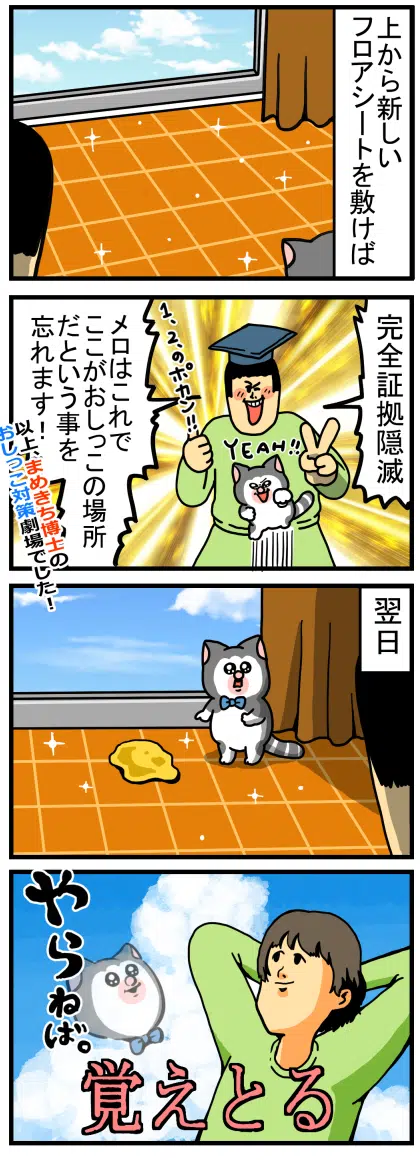 上から新しい
フロアシートを敷けば
完全証拠隠滅
1、2、のポカン!!
YEAH!!
メロはこれで
ここがおしっこの場所
だという事を
忘れます!
以上、まめきち博士の
おしっこ対策劇場でした!
翌日
やらねば。
覚えとる